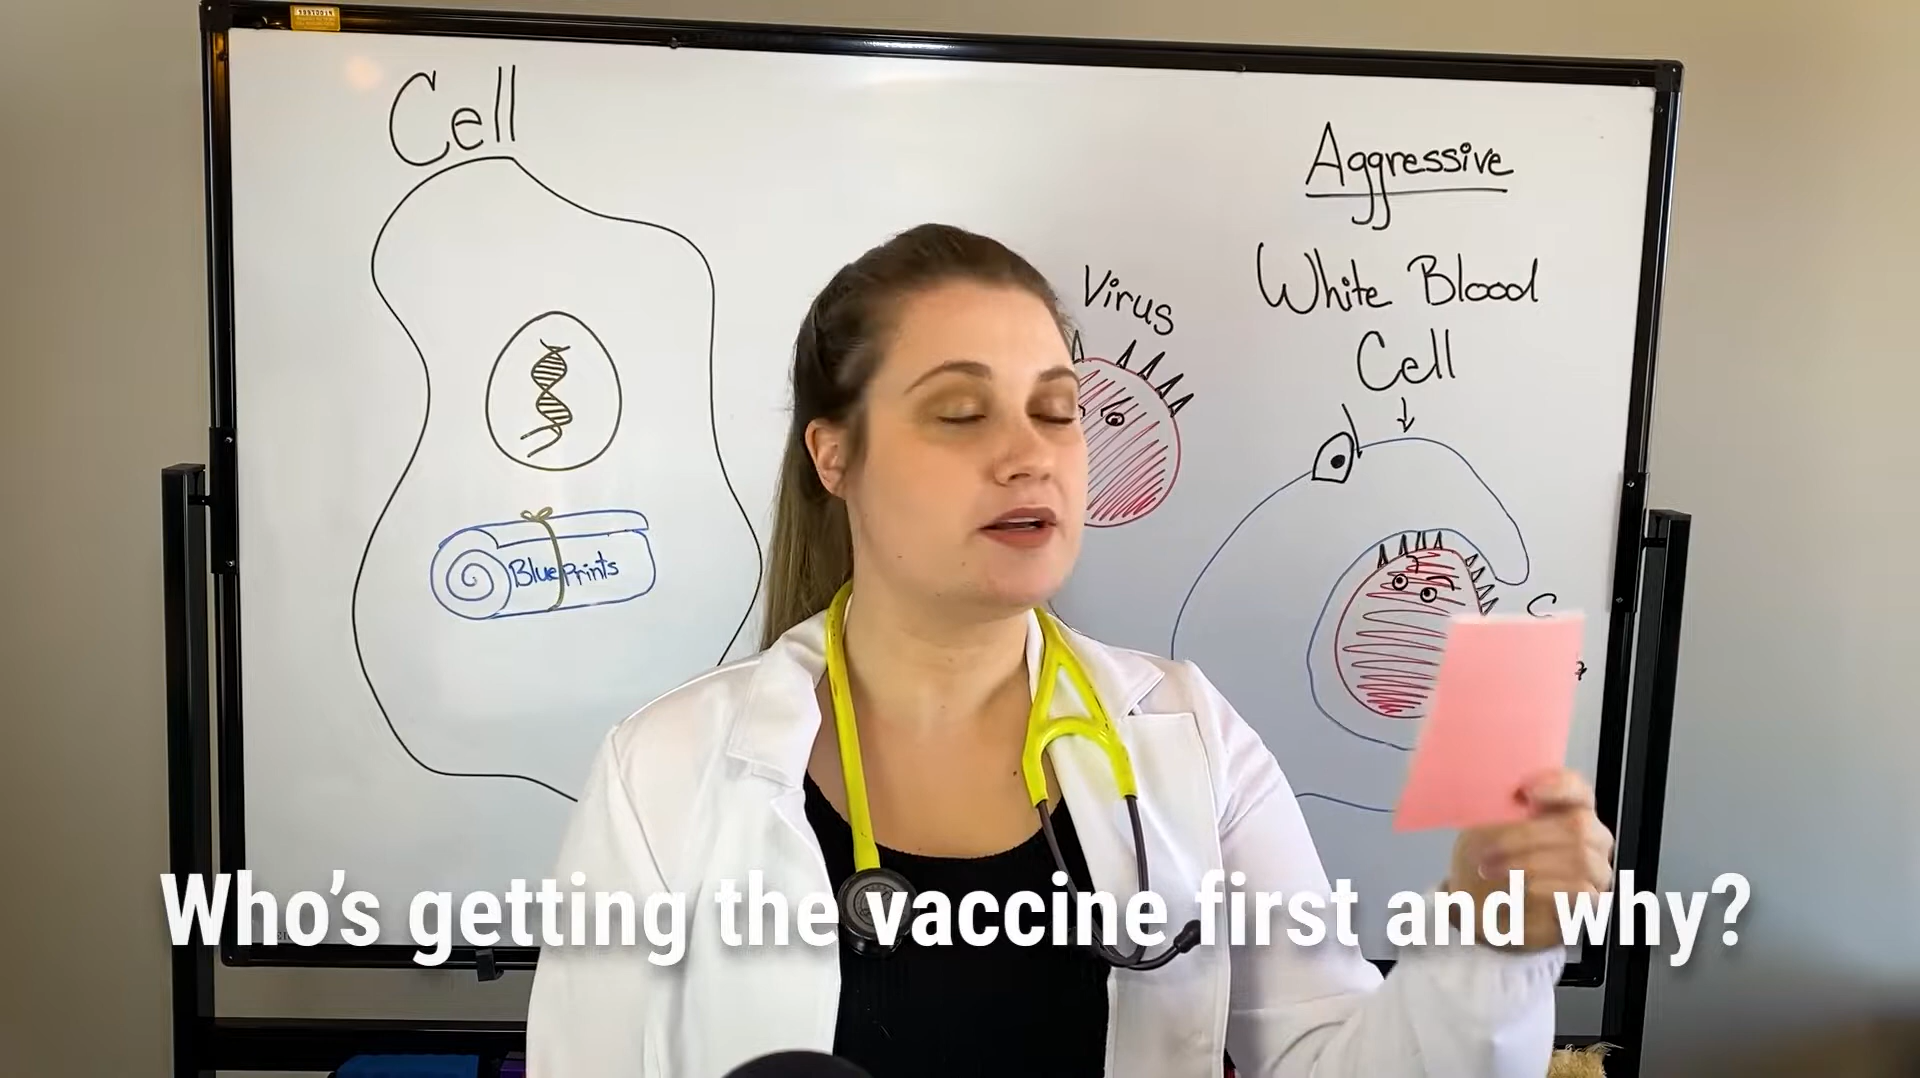 Cell
Aggressive
White Blood
Cell
Virus
Blue Prints
Who's getting the vaccine first and why?